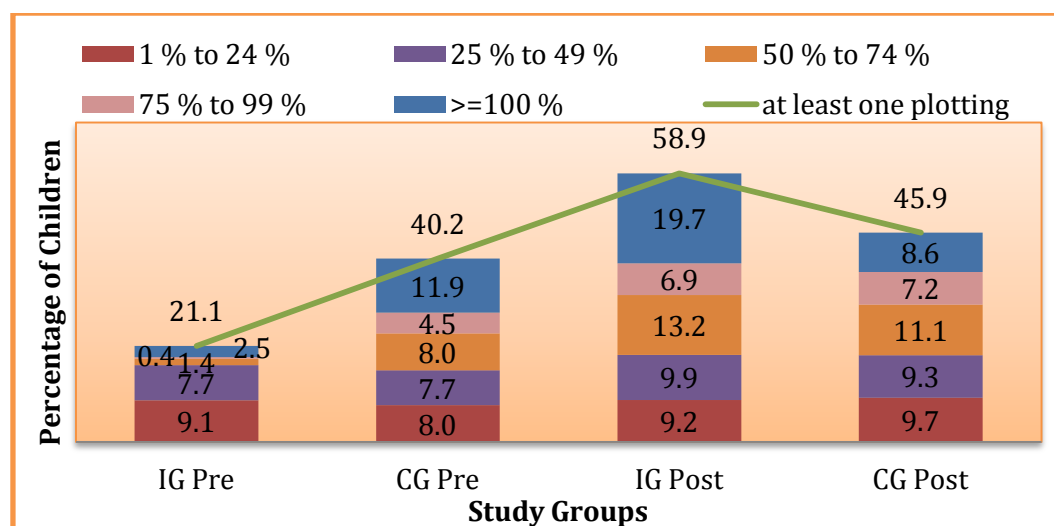 1 % to 24 % 25 % to 49 % 50 % to 74 %
75 % to 99 % >=100 % at least one plotting
Percentage of Children
58.9
45.9
40.2
19.7
8.6
21.1
11.9
6.9
7.2
4.5
13.2
11.1
0.4 1.4 2.5
8.0
7.7 7.7 9.9 9.3
9.1 8.0 9.2 9.7
IG Pre CG Pre IG Post CG Post
Study Groups